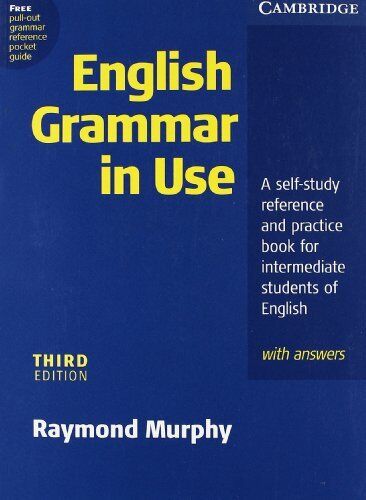 FREE
pull-out
grammar
reference
pocket
guide
CAMBRIDGE
English
Grammar
in Use
A self-study
reference
and practice
book for
intermediate
students of
English
with answers
THIRD
EDITION
Raymond Murphy